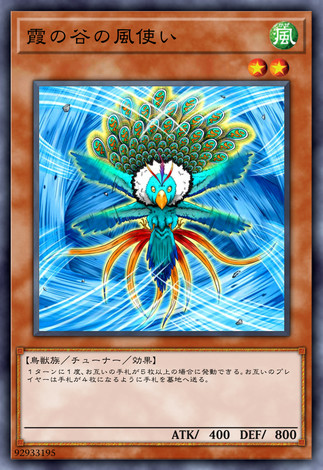 霞の谷の風使い
風
【鳥獣族／チューナー／効果】
１ターンに１度、お互いの手札が５枚以上の場合に発動できる。お互いのプレ
イヤーは手札が４枚になるように手札を墓地へ送る。
ATK/ 400 DEF/ 800
92933195